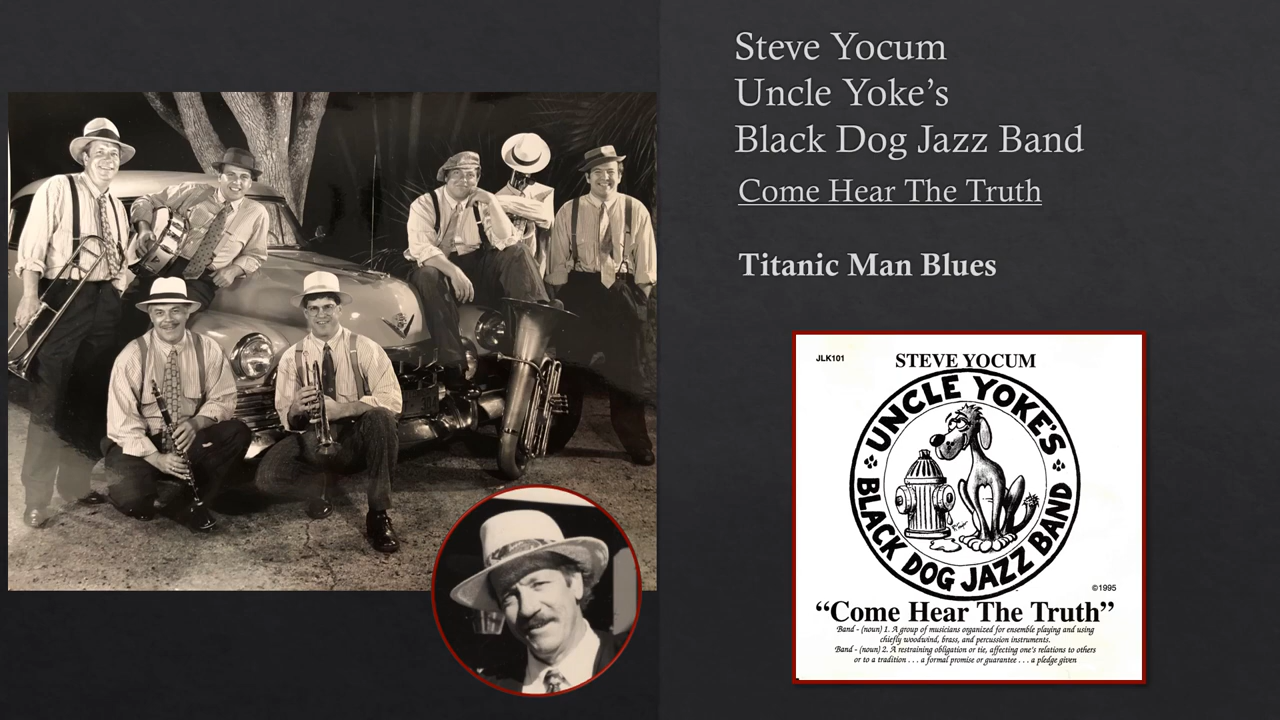 Steve Yocum
Uncle Yoke’s
Black Dog Jazz Band
Come Hear The Truth
Titanic Man Blues
JLK101
STEVE YOCUM
UNCLE YOKE'S
BLACK DOG JAZZ BAND
©1995
“Come Hear The Truth”
Band - (noun) 1. A group of musicians organized for ensemble playing and using
chiefly woodwind, brass, and percussion instruments.
Band - (noun) 2. A restraining obligation or tie, affecting one's relations to others
or to a tradition . . . a formal promise or guarantee . . . a pledge given